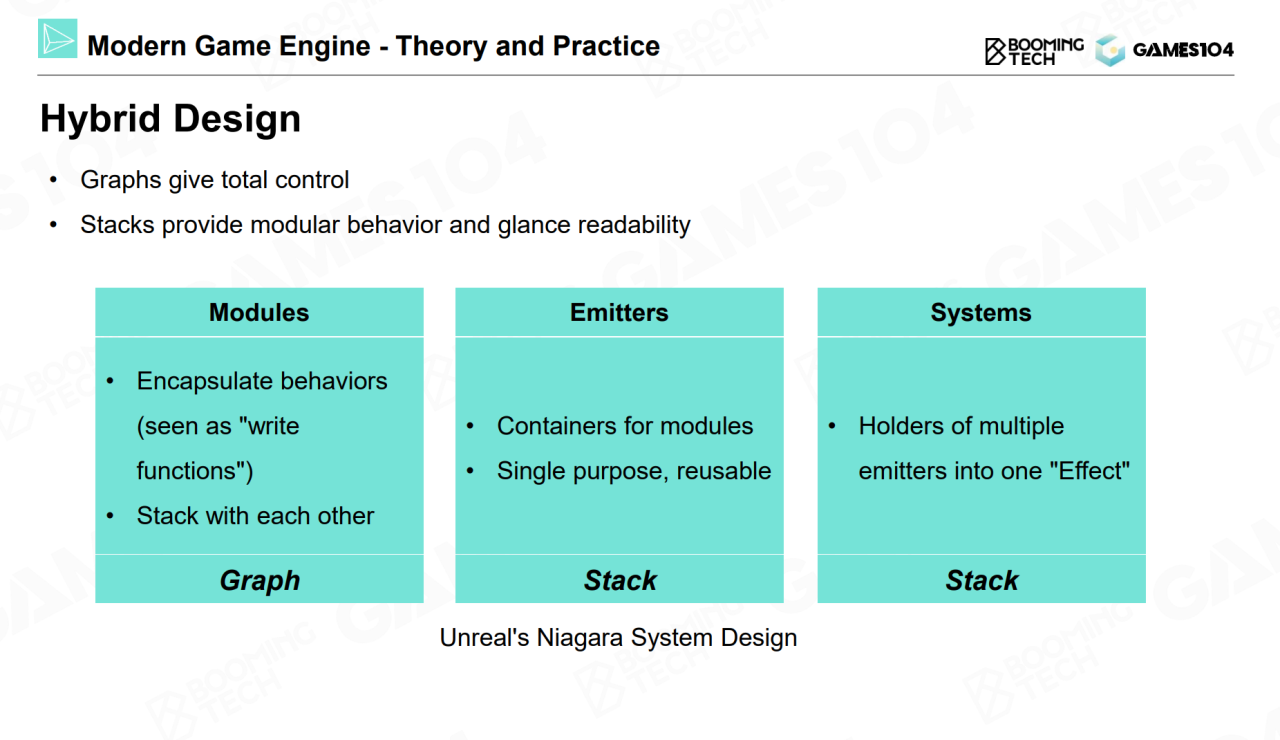 Modern Game Engine - Theory and Practice
BOOMING
TECH
GAMES104
Hybrid Design
• Graphs give total control
• Stacks provide modular behavior and glance readability
Modules
• Encapsulate behaviors
(seen as "write
functions")
• Stack with each other
Graph
Emitters
• Containers for modules
• Single purpose, reusable
Stack
Systems
• Holders of multiple
emitters into one "Effect"
Stack
Unreal's Niagara System Design